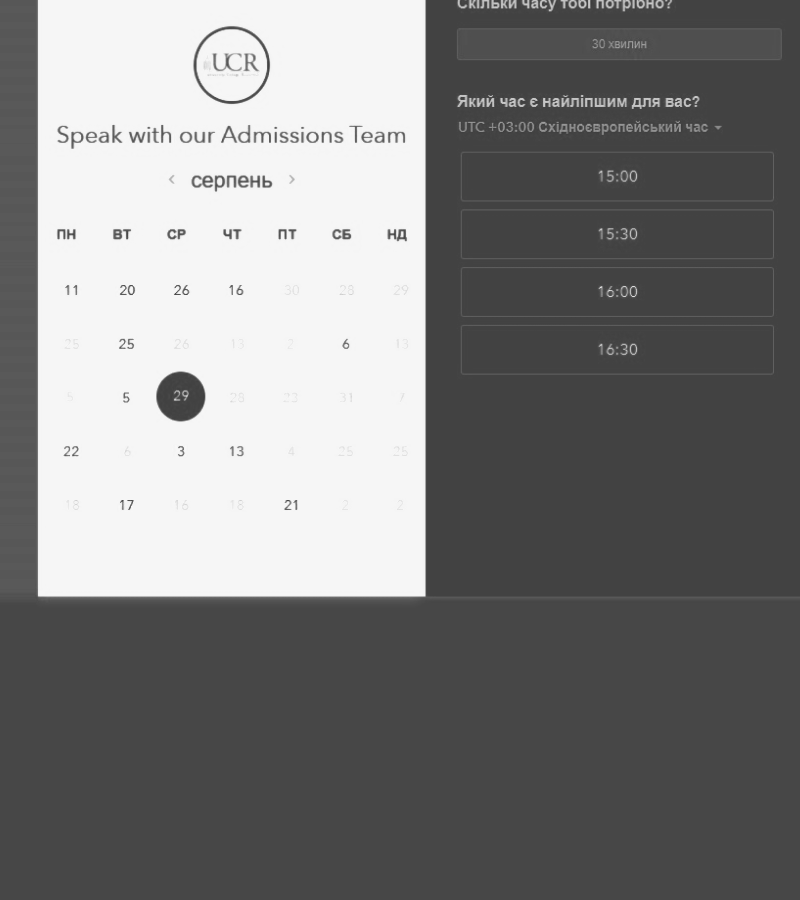 UCR
Speak with our Admissions Team
‹ серпень ›
ПН ВТ СР ЧТ ПТ СБ НД
11 20 26 16 30 28 29
25 25 26 13 2 6 13
5 5 29 28 23 31 7
22 6 3 13 4 25 25
18 17 16 18 21 2 2
Скільки часу тобі потрібно?
30 хвилин
Який час є найліпшим для вас?
UTC +03:00 Східноєвропейський час
15:00
15:30
16:00
16:30